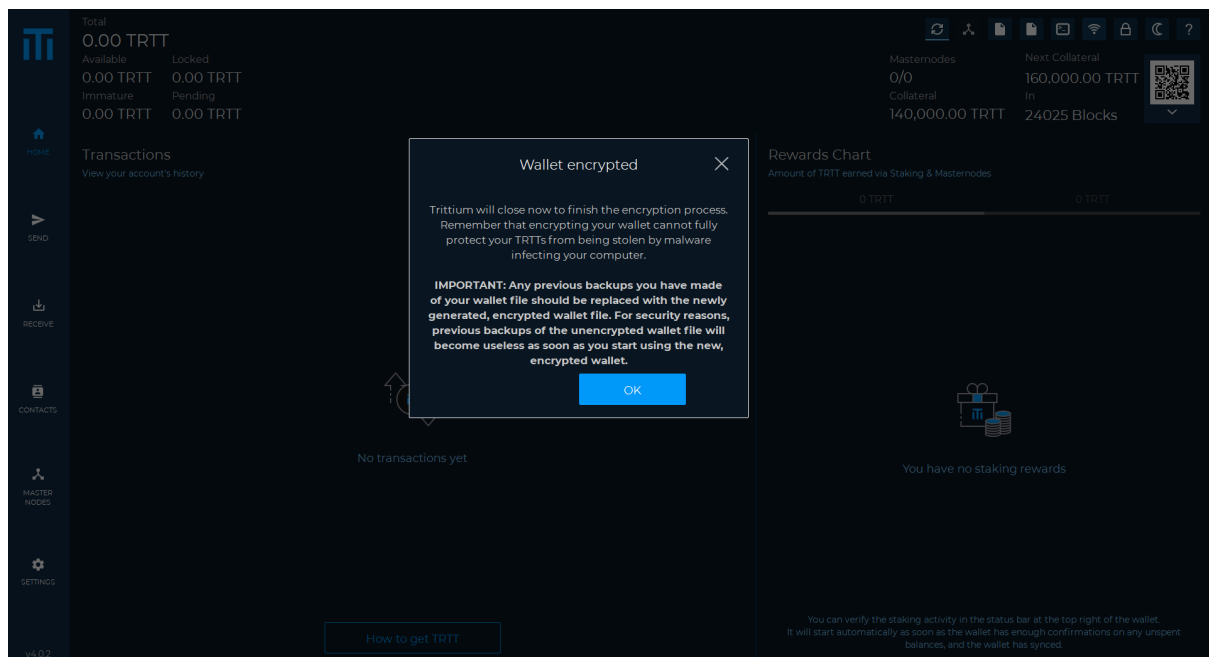 Total
0.00 TRTT
Available Locked
0.00 TRTT 0.00 TRTT
Immature Pending
0.00 TRTT 0.00 TRTT
Masternodes
0/0
Collateral
140,000.00 TRTT
Next Collateral
160,000.00 TRTT
In
24025 Blocks
?
HOME
SEND
RECEIVE
CONTACTS
MASTER
NODES
SETTINGS
v4.0.2
Transactions
View your account's history
No transactions yet
How to get TRTT
Wallet encrypted
Trittium will close now to finish the encryption process.
Remember that encrypting your wallet cannot fully
protect your TRTTs from being stolen by malware
infecting your computer.
IMPORTANT: Any previous backups you have made
of your wallet file should be replaced with the newly
generated, encrypted wallet file. For security reasons,
previous backups of the unencrypted wallet file will
become useless as soon as you start using the new,
encrypted wallet.
OK
Rewards Chart
Amount of TRTT earned via Staking & Masternodes
0 TRTT 0 TRTT
You have no staking rewards
You can verify the staking activity in the status bar at the top right of the wallet.
It will start automatically as soon as the wallet has enough confirmations on any unspent
balances, and the wallet has synced.